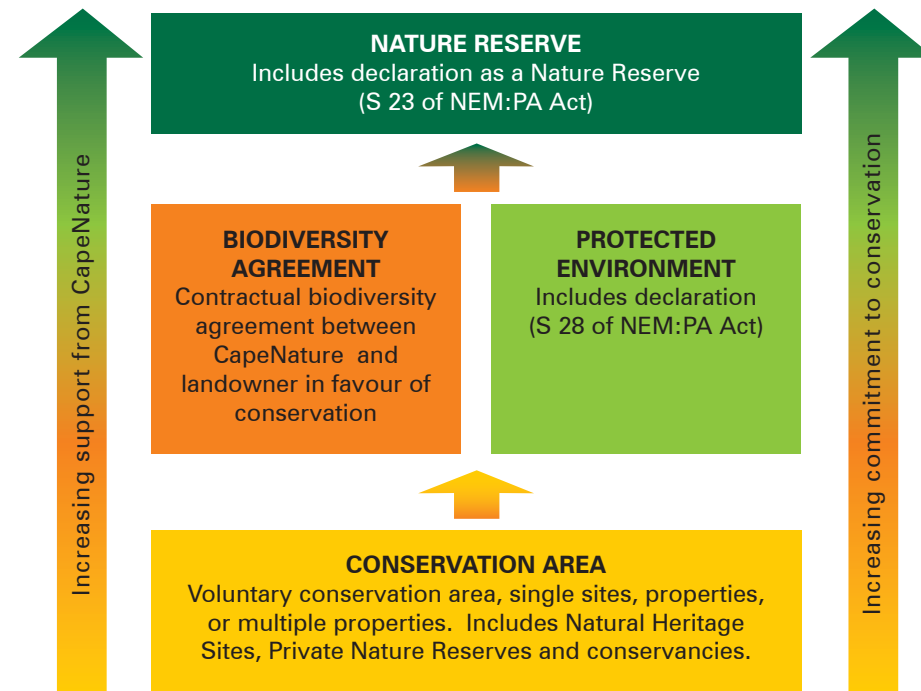 NATURE RESERVE
Includes declaration as a Nature Reserve
(S 23 of NEM:PA Act)
Increasing support from CapeNature
BIODIVERSITY
AGREEMENT
Contractual biodiversity
agreement between
CapeNature and
landowner in favour of
conservation
PROTECTED
ENVIRONMENT
Includes declaration
(S 28 of NEM:PA Act)
Increasing commitment to conservation
CONSERVATION AREA
Voluntary conservation area, single sites, properties,
or multiple properties. Includes Natural Heritage
Sites, Private Nature Reserves and conservancies.